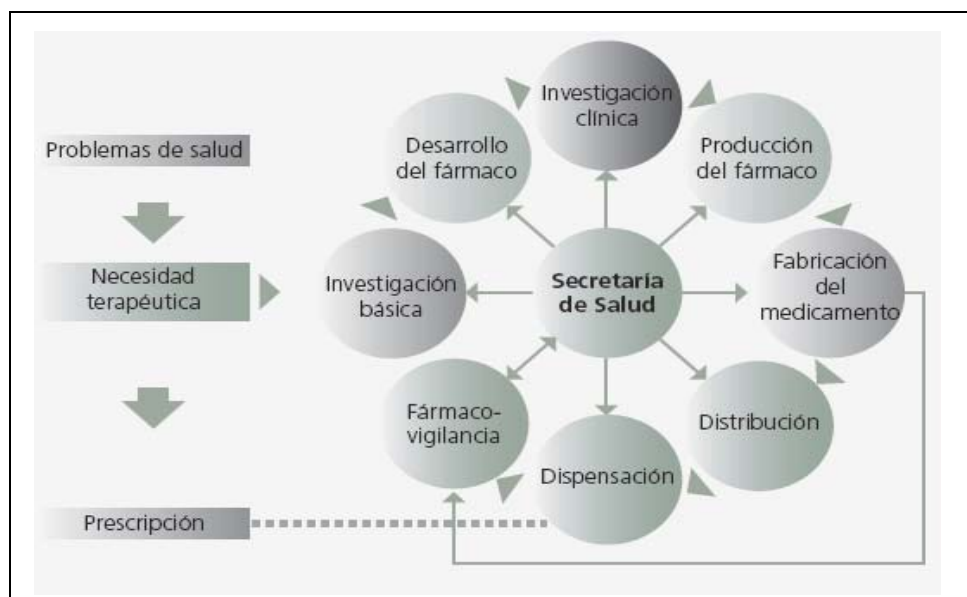 Problemas de salud
Necesidad
terapéutica
Prescripción
Investigación
clínica
Desarrollo
del fármaco
Producción
del fármaco
Investigación
básica
Secretaría
de Salud
Fabricación
del
medicamento
Fármaco-
vigilancia
Distribución
Dispensación